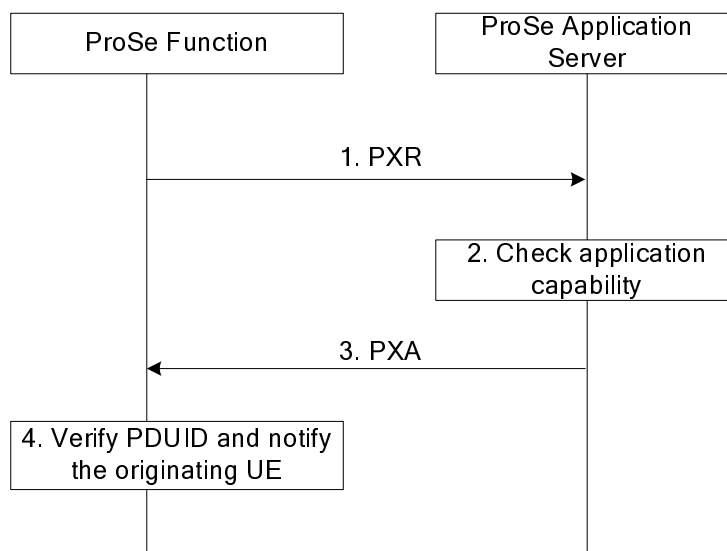 ProSe Function
ProSe Application
Server
1. PXR
2. Check application
capability
3. PXA
4. Verify PDUID and notify
the originating UE